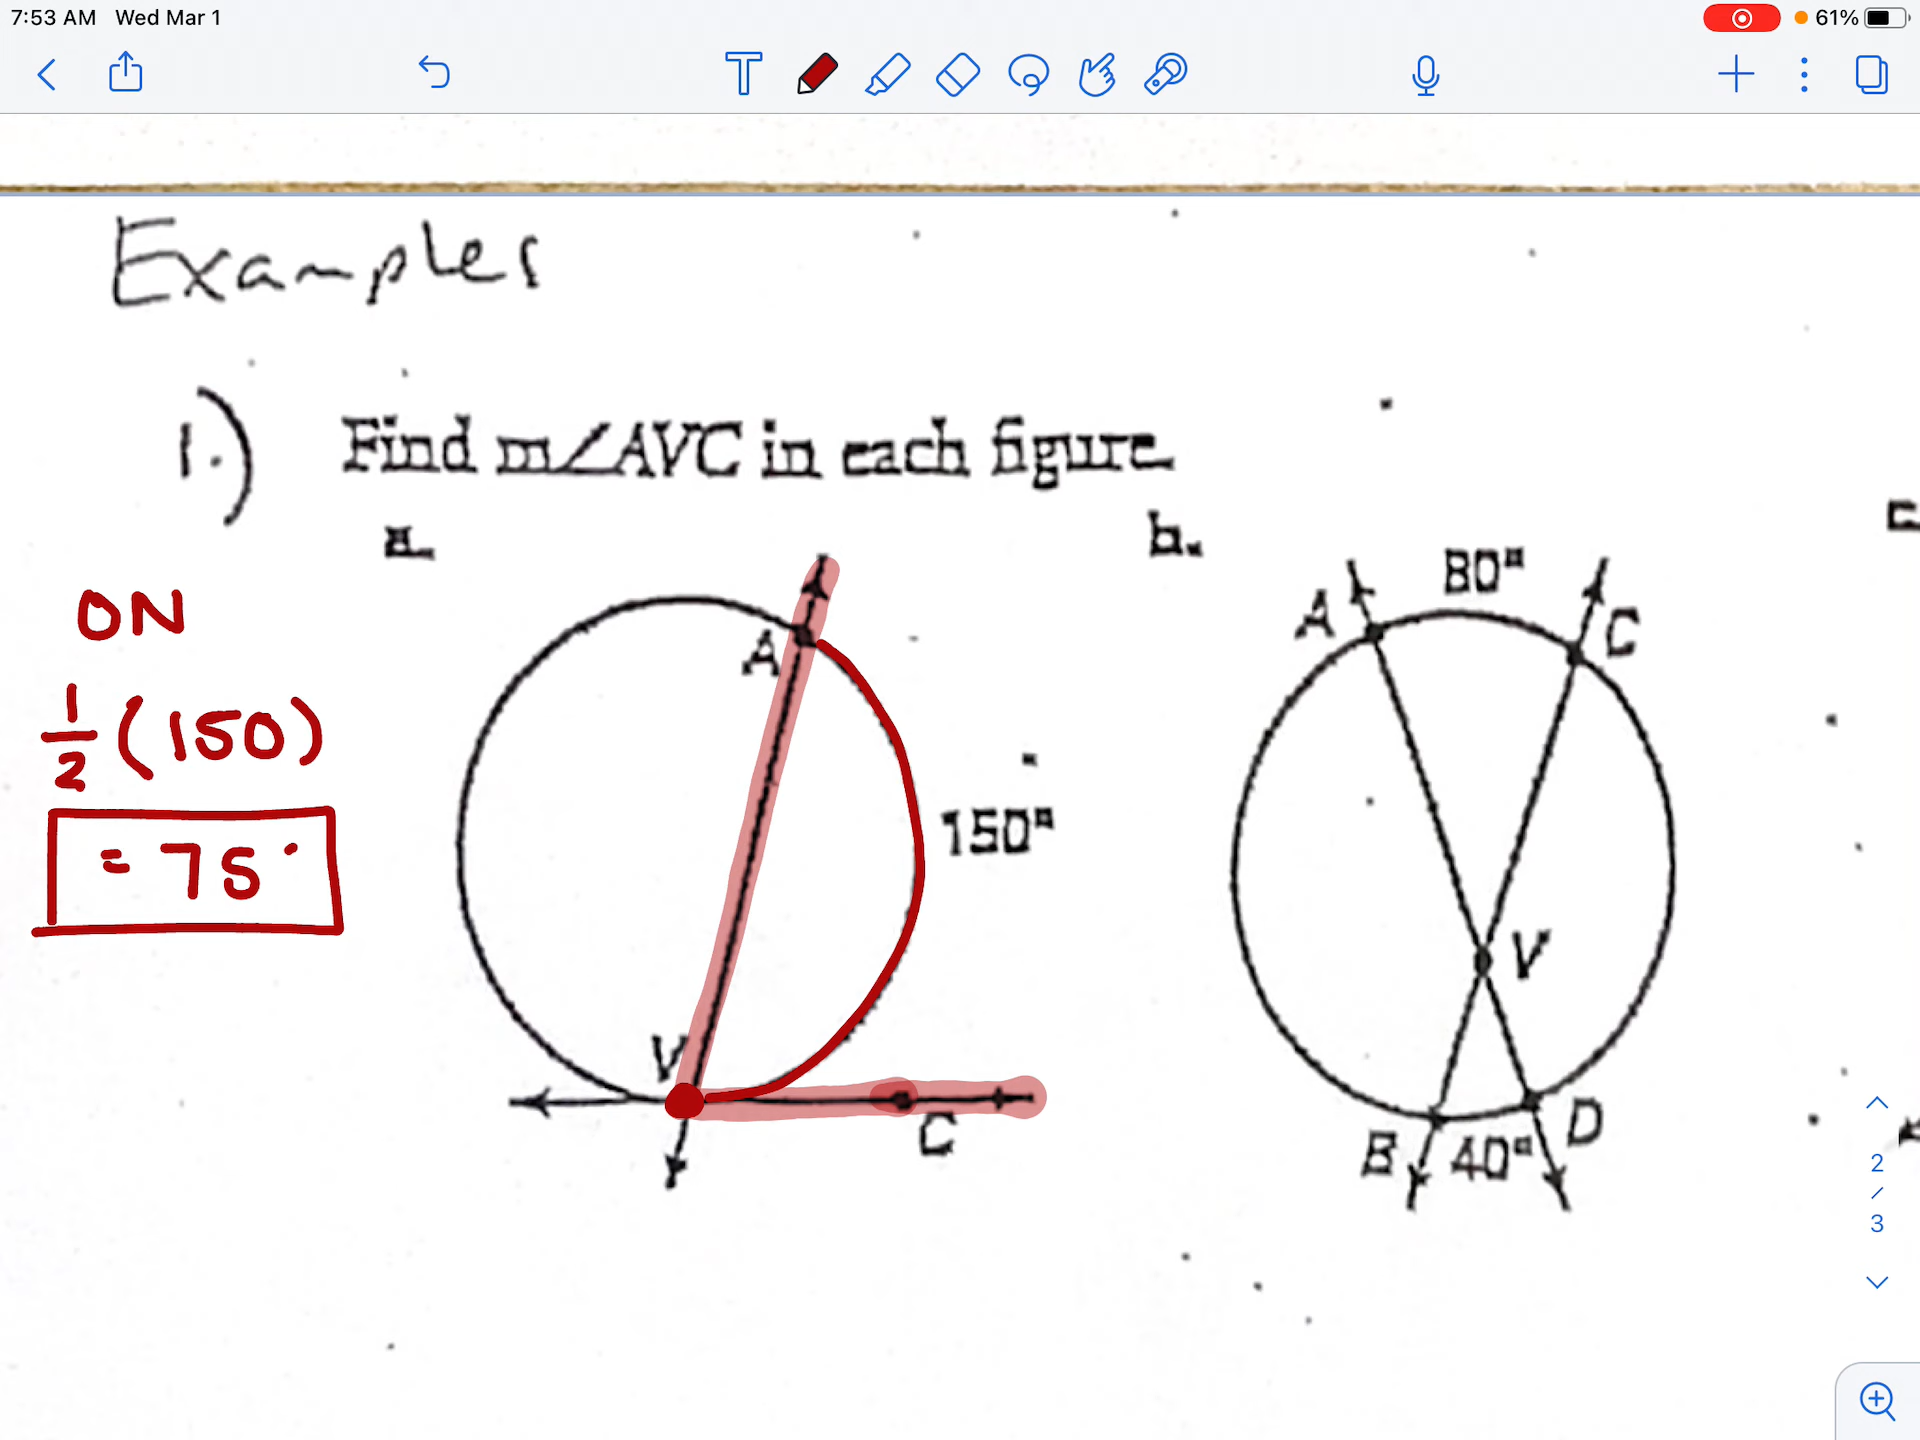 7:53 AM Wed Mar 1
61%
Examples
1.) Find m∠AVC in each figure.
a.
b.
c.
ON
1/2 (150)
= 75°
A
150°
V
C
A
80°
C
V
B
40°
D
2
/
3